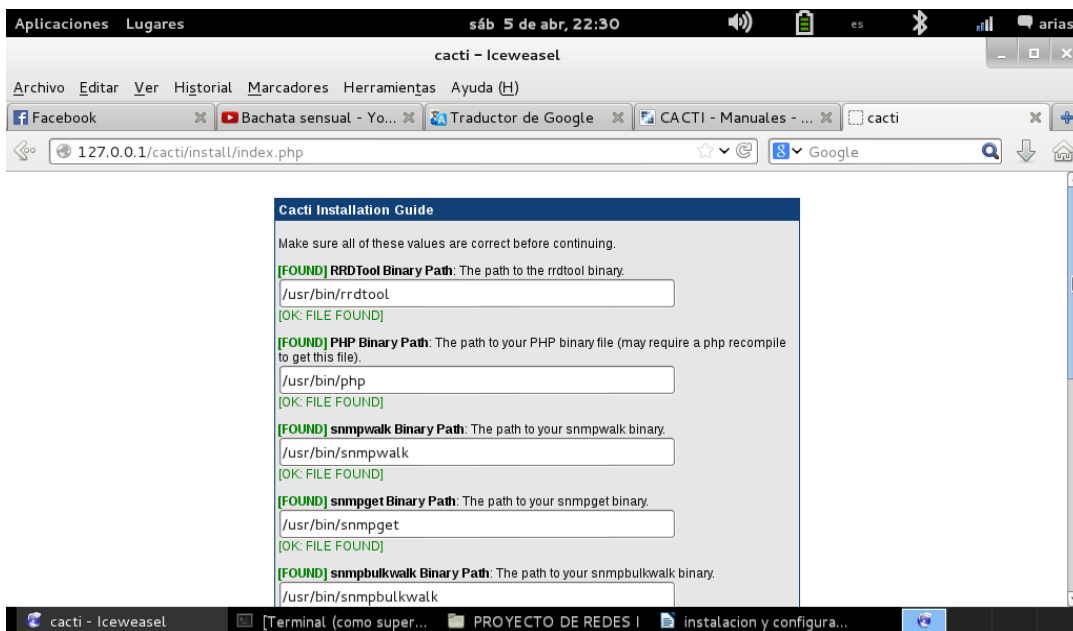 Aplicaciones Lugares sáb 5 de abr, 22:30 es arias
cacti - Iceweasel
Archivo Editar Ver Historial Marcadores Herramientas Ayuda (H)
Facebook Bachata sensual - Yo... Traductor de Google CACTI - Manuales - ... cacti
127.0.0.1/cacti/install/index.php Google
Cacti Installation Guide
Make sure all of these values are correct before continuing.
[FOUND] RRDTool Binary Path: The path to the rrdtool binary.
/usr/bin/rrdtool
[OK: FILE FOUND]
[FOUND] PHP Binary Path: The path to your PHP binary file (may require a php recompile
to get this file).
/usr/bin/php
[OK: FILE FOUND]
[FOUND] snmpwalk Binary Path: The path to your snmpwalk binary.
/usr/bin/snmpwalk
[OK: FILE FOUND]
[FOUND] snmpget Binary Path: The path to your snmpget binary.
/usr/bin/snmpget
[OK: FILE FOUND]
[FOUND] snmpbulkwalk Binary Path: The path to your snmpbulkwalk binary.
/usr/bin/snmpbulkwalk
cacti - Iceweasel [Terminal (como super... PROYECTO DE REDES I instalacion y configura...